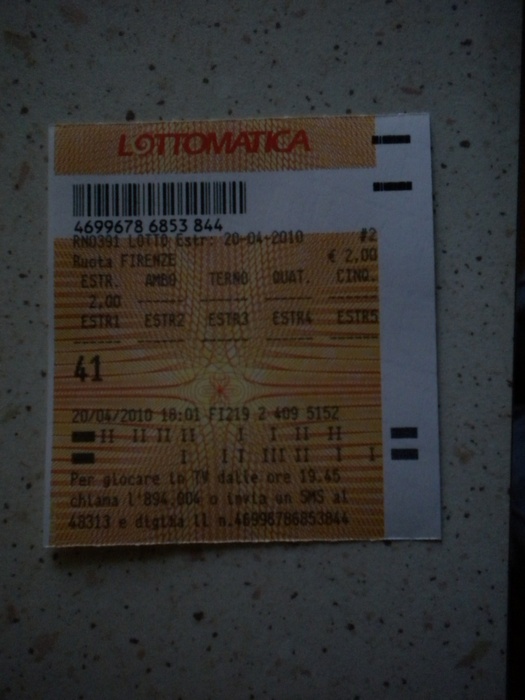 LOTTOMATICA
4699678 6853 844
RN0391 LOTTO Estr: 20-04-2010 #2
Ruota FIRENZE € 2.00
ESTR. AMBO TERNO QUAT. CINQ.
2.00
ESTR1 ESTR2 ESTR3 ESTR4 ESTR5
41
20/04/2010 18:01 FI219 2 409 5152
Per giocare in TV dalle ore 19.45
chiama l'894.004 o invia un SMS al
48313 e digita il n.46996786853844